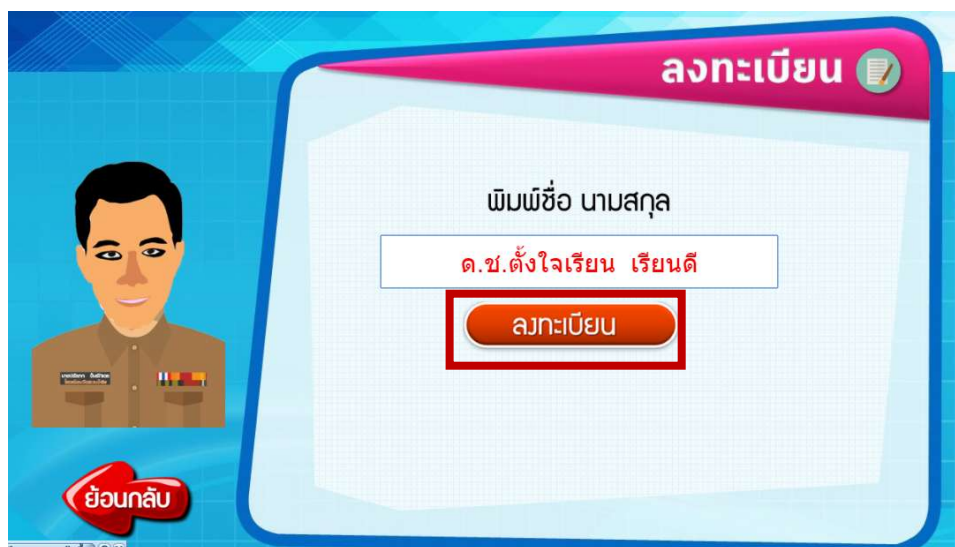 ลงทะเบียน
พิมพ์ชื่อ นามสกุล
ด.ช.ตั้งใจเรียน เรียนดี
ลงทะเบียน
ย้อนกลับ